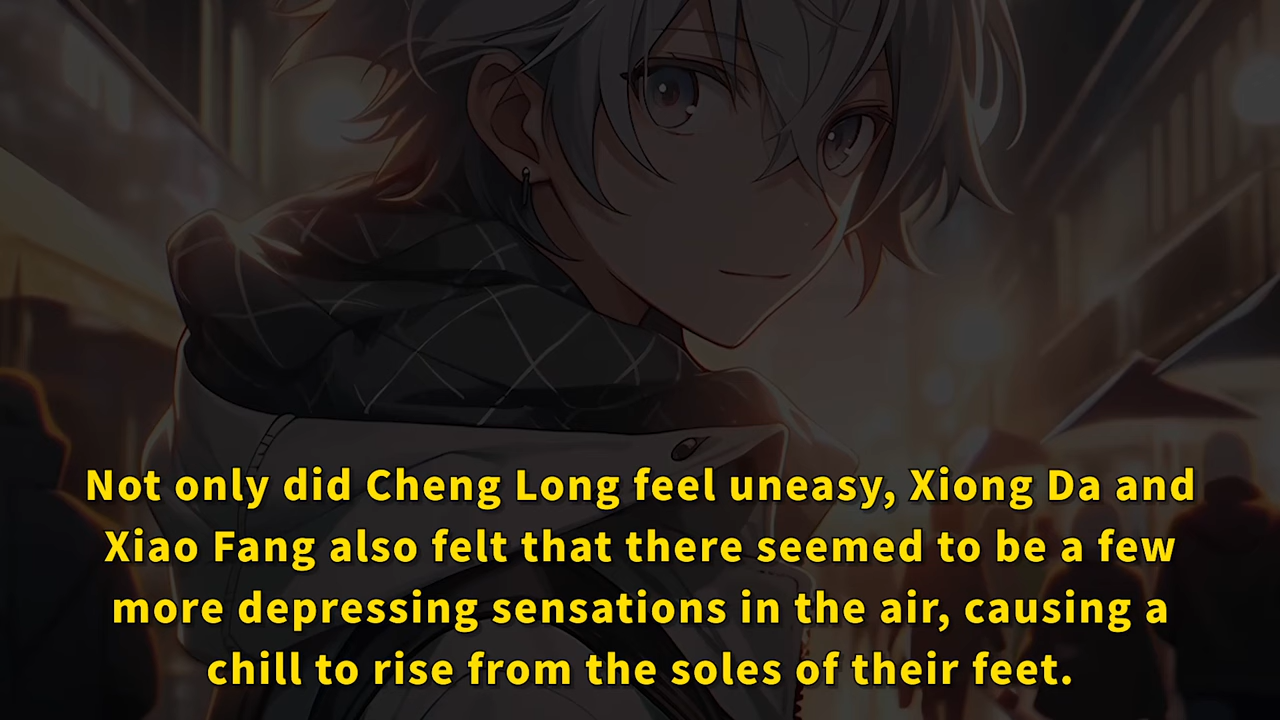 Not only did Cheng Long feel uneasy, Xiong Da and
Xiao Fang also felt that there seemed to be a few
more depressing sensations in the air, causing a
chill to rise from the soles of their feet.